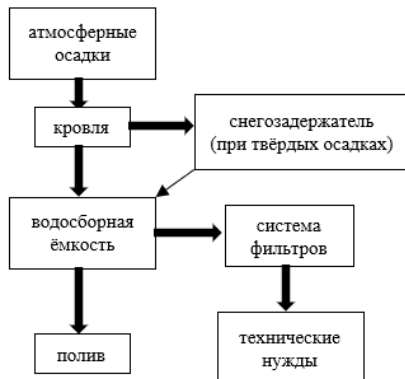 атмосферные
осадки
кровля
снегозадержатель
(при твёрдых осадках)
водосборная
ёмкость
система
фильтров
полив
технические
нужды